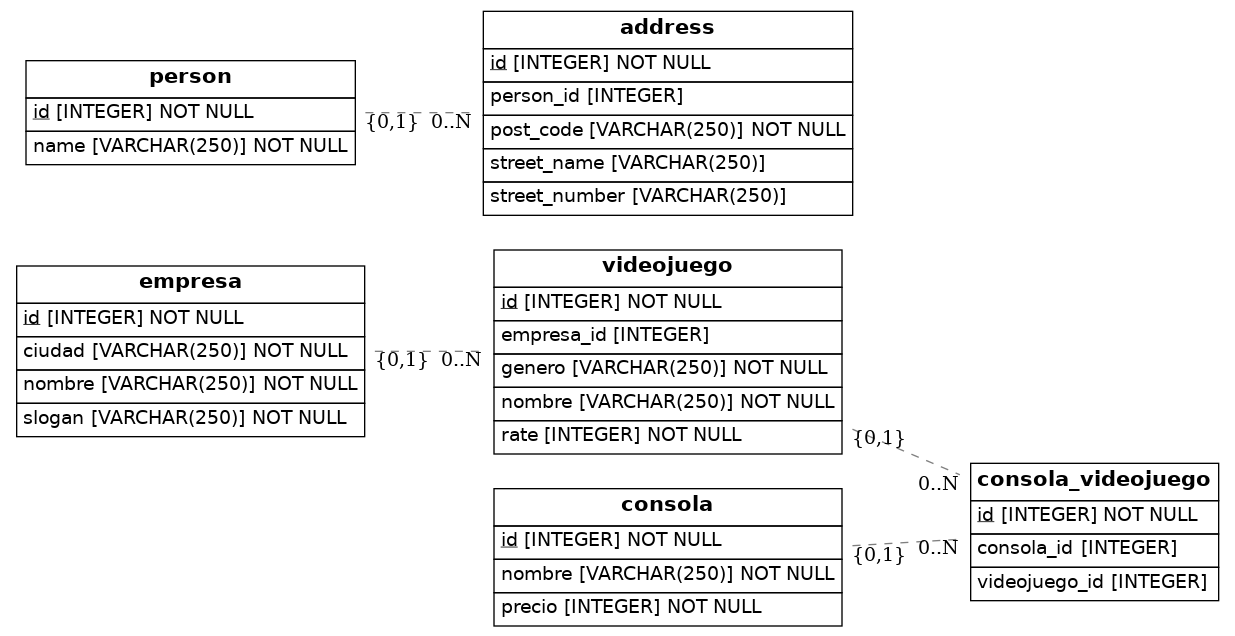 person
id [INTEGER] NOT NULL
name [VARCHAR(250)] NOT NULL
{0,1} 0..N
address
id [INTEGER] NOT NULL
person_id [INTEGER]
post_code [VARCHAR(250)] NOT NULL
street_name [VARCHAR(250)]
street_number [VARCHAR(250)]
empresa
id [INTEGER] NOT NULL
ciudad [VARCHAR(250)] NOT NULL
nombre [VARCHAR(250)] NOT NULL
slogan [VARCHAR(250)] NOT NULL
{0,1} 0..N
videojuego
id [INTEGER] NOT NULL
empresa_id [INTEGER]
genero [VARCHAR(250)] NOT NULL
nombre [VARCHAR(250)] NOT NULL
rate [INTEGER] NOT NULL
{0,1}
0..N
consola
id [INTEGER] NOT NULL
nombre [VARCHAR(250)] NOT NULL
precio [INTEGER] NOT NULL
{0,1} 0..N
consola_videojuego
id [INTEGER] NOT NULL
consola_id [INTEGER]
videojuego_id [INTEGER]